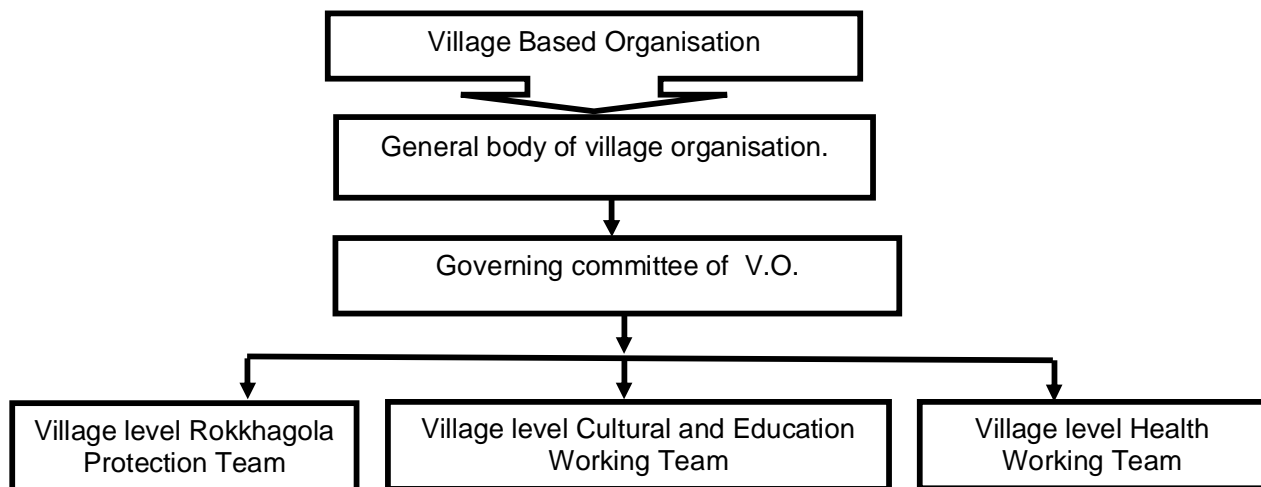 Village Based Organisation
General body of village organisation.
Governing committee of V.O.
Village level Rokkhagola
Protection Team
Village level Cultural and Education
Working Team
Village level Health
Working Team